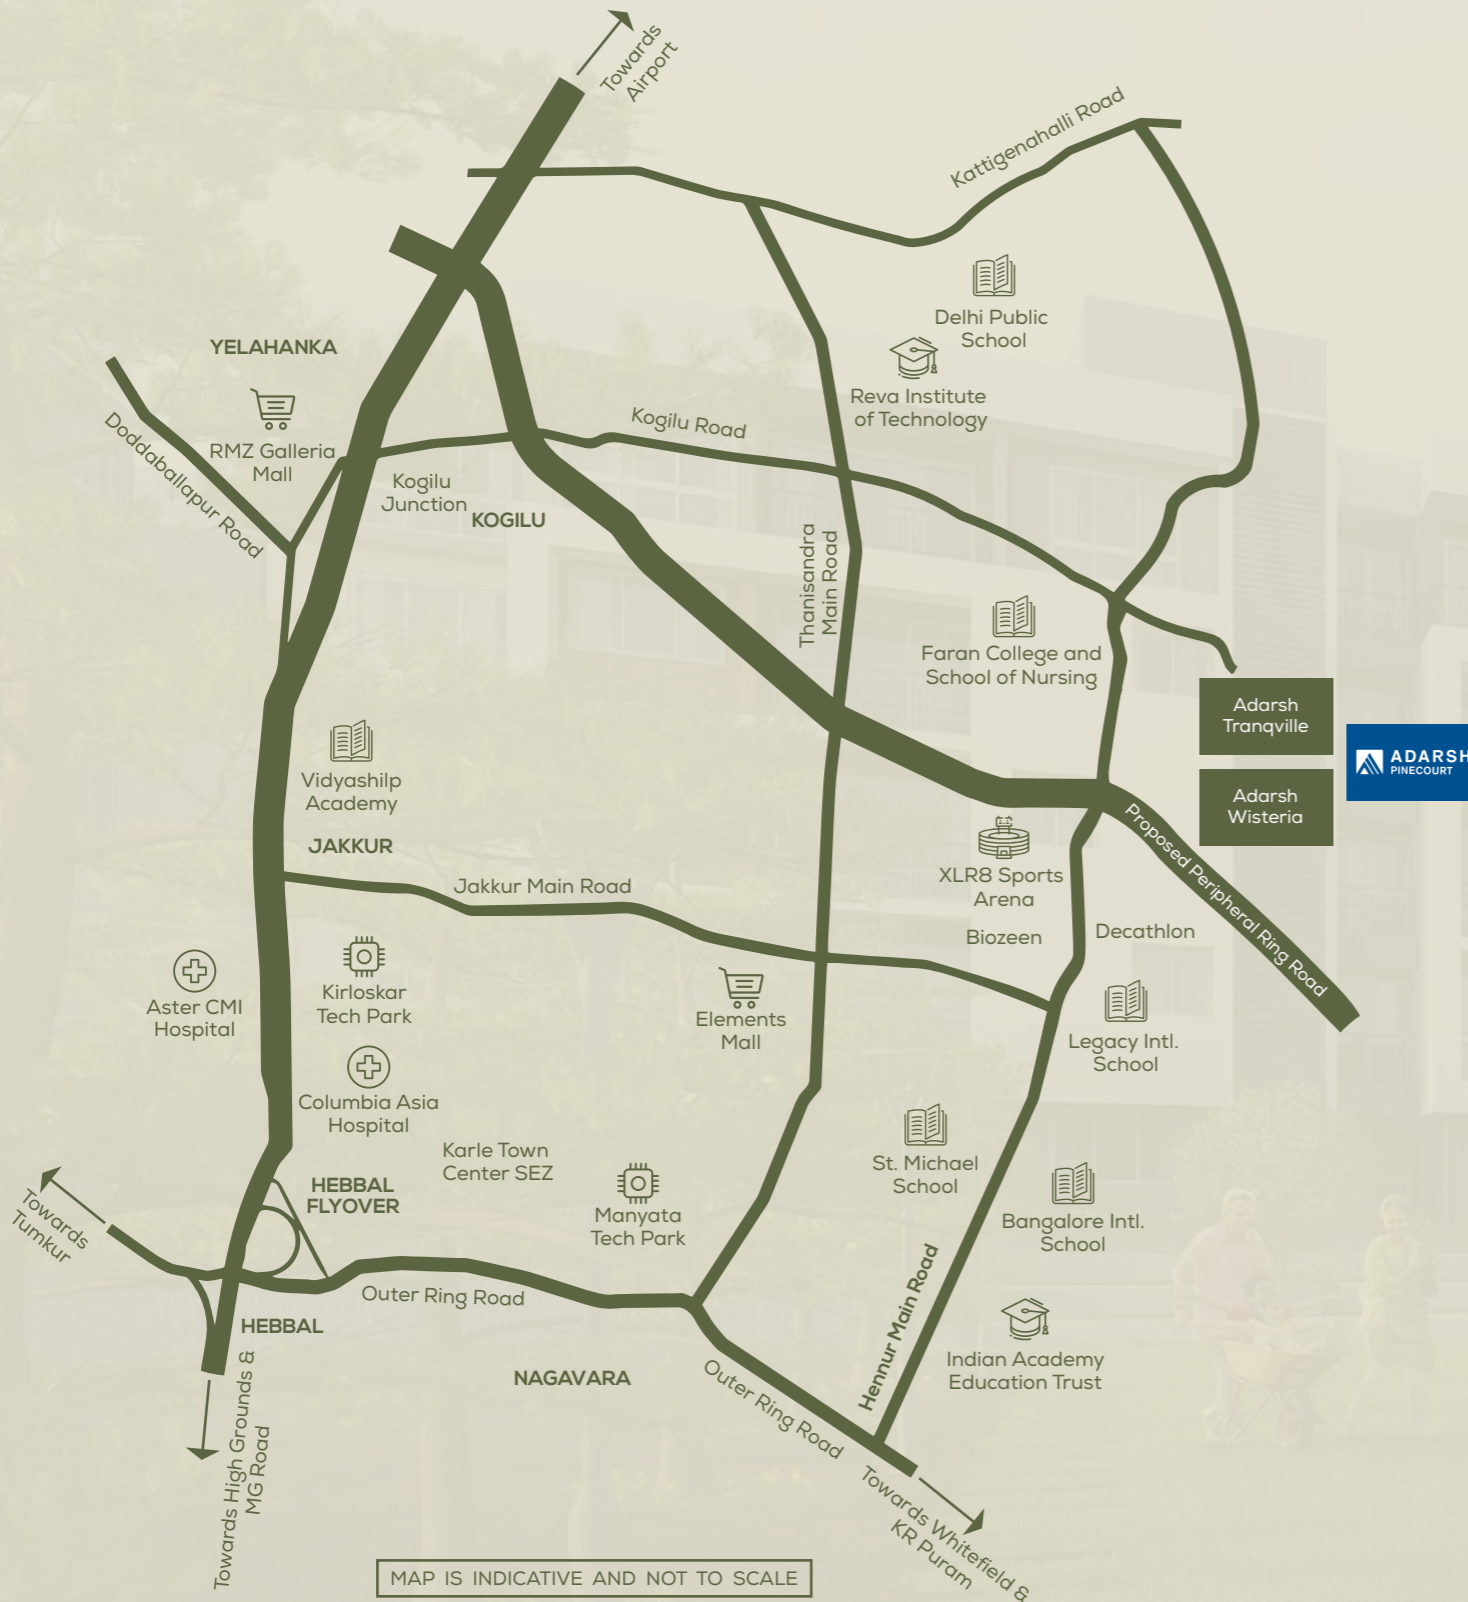 Towards
Airport
Kattigenahalli Road
Delhi Public
School
YELAHANKA
Reva Institute
of Technology
Doddaballapur Road
RMZ Galleria
Mall
Kogilu Road
Kogilu
Junction
KOGILU
Thanisandra
Main Road
Faran College and
School of Nursing
Adarsh
Tranqville
ADARSH
PINECOURT
Adarsh
Wisteria
Vidyashilp
Academy
Proposed Peripheral Ring Road
JAKKUR
Jakkur Main Road
XLR8 Sports
Arena
Biozeen
Decathlon
Aster CMI
Hospital
Kirloskar
Tech Park
Elements
Mall
Legacy Intl.
School
Columbia Asia
Hospital
Karle Town
Center SEZ
St. Michael
School
HEBBAL
FLYOVER
Manyata
Tech Park
Bangalore Intl.
School
Towards
Tumkur
Outer Ring Road
HEBBAL
Hennur Main Road
Indian Academy
Education Trust
NAGAVARA
Outer Ring Road
Towards High Grounds &
MG Road
Towards Whitefield &
KR Puram
MAP IS INDICATIVE AND NOT TO SCALE